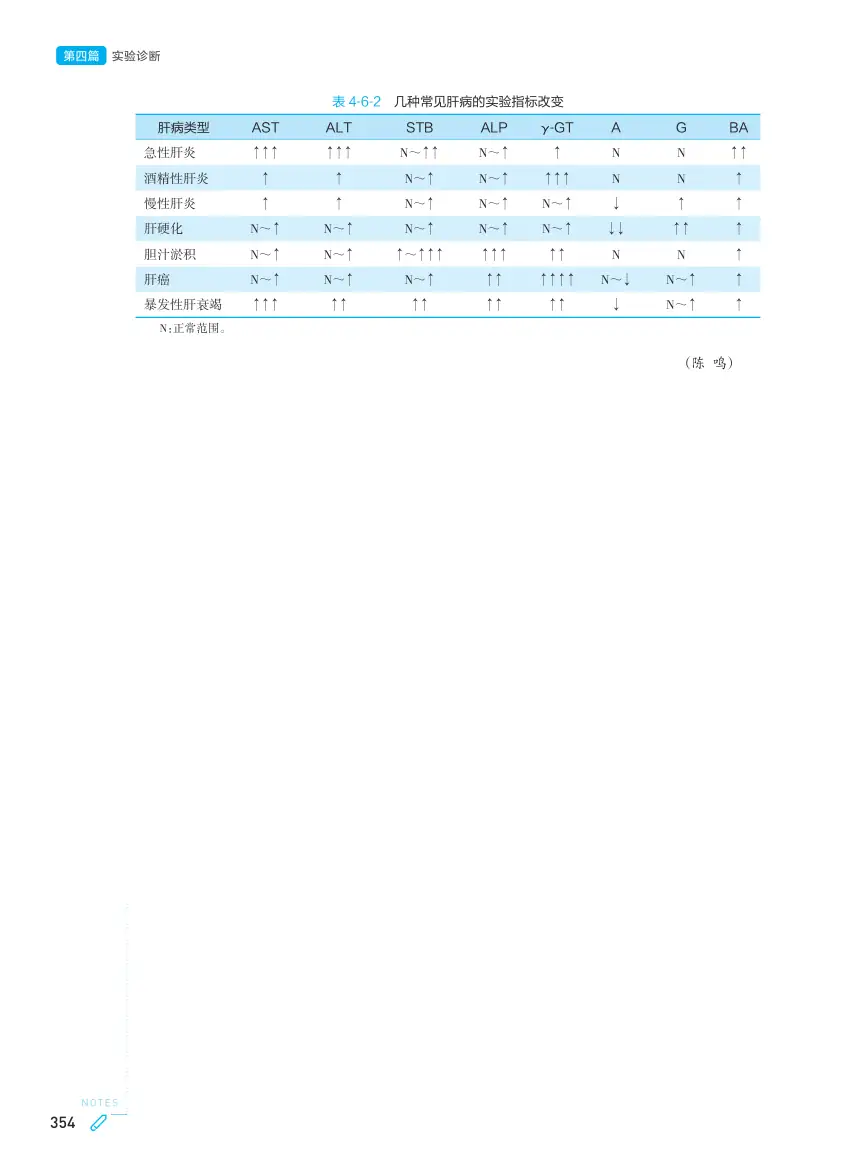 第四篇 实验诊断
表 4-6-2 几种常见肝病的实验指标改变
肝病类型 AST ALT STB ALP γ-GT A G BA
急性肝炎 ↑↑↑ ↑↑↑ N～↑↑ N～↑ ↑ N N ↑↑
酒精性肝炎 ↑ ↑ N～↑ N～↑ ↑↑↑ N N ↑
慢性肝炎 ↑ ↑ N～↑ N～↑ N～↑ ↓ ↑ ↑
肝硬化 N～↑ N～↑ N～↑ N～↑ N～↑ ↓↓ ↑↑ ↑
胆汁淤积 N～↑ N～↑ ↑～↑↑↑ ↑↑↑ ↑↑ N N ↑
肝癌 N～↑ N～↑ N～↑ ↑↑ ↑↑↑↑ N～↓ N～↑ ↑
暴发性肝衰竭 ↑↑↑ ↑↑ ↑↑ ↑↑ ↑↑ ↓ N～↑ ↑
N：正常范围。
（陈 鸣）
NOTES
354